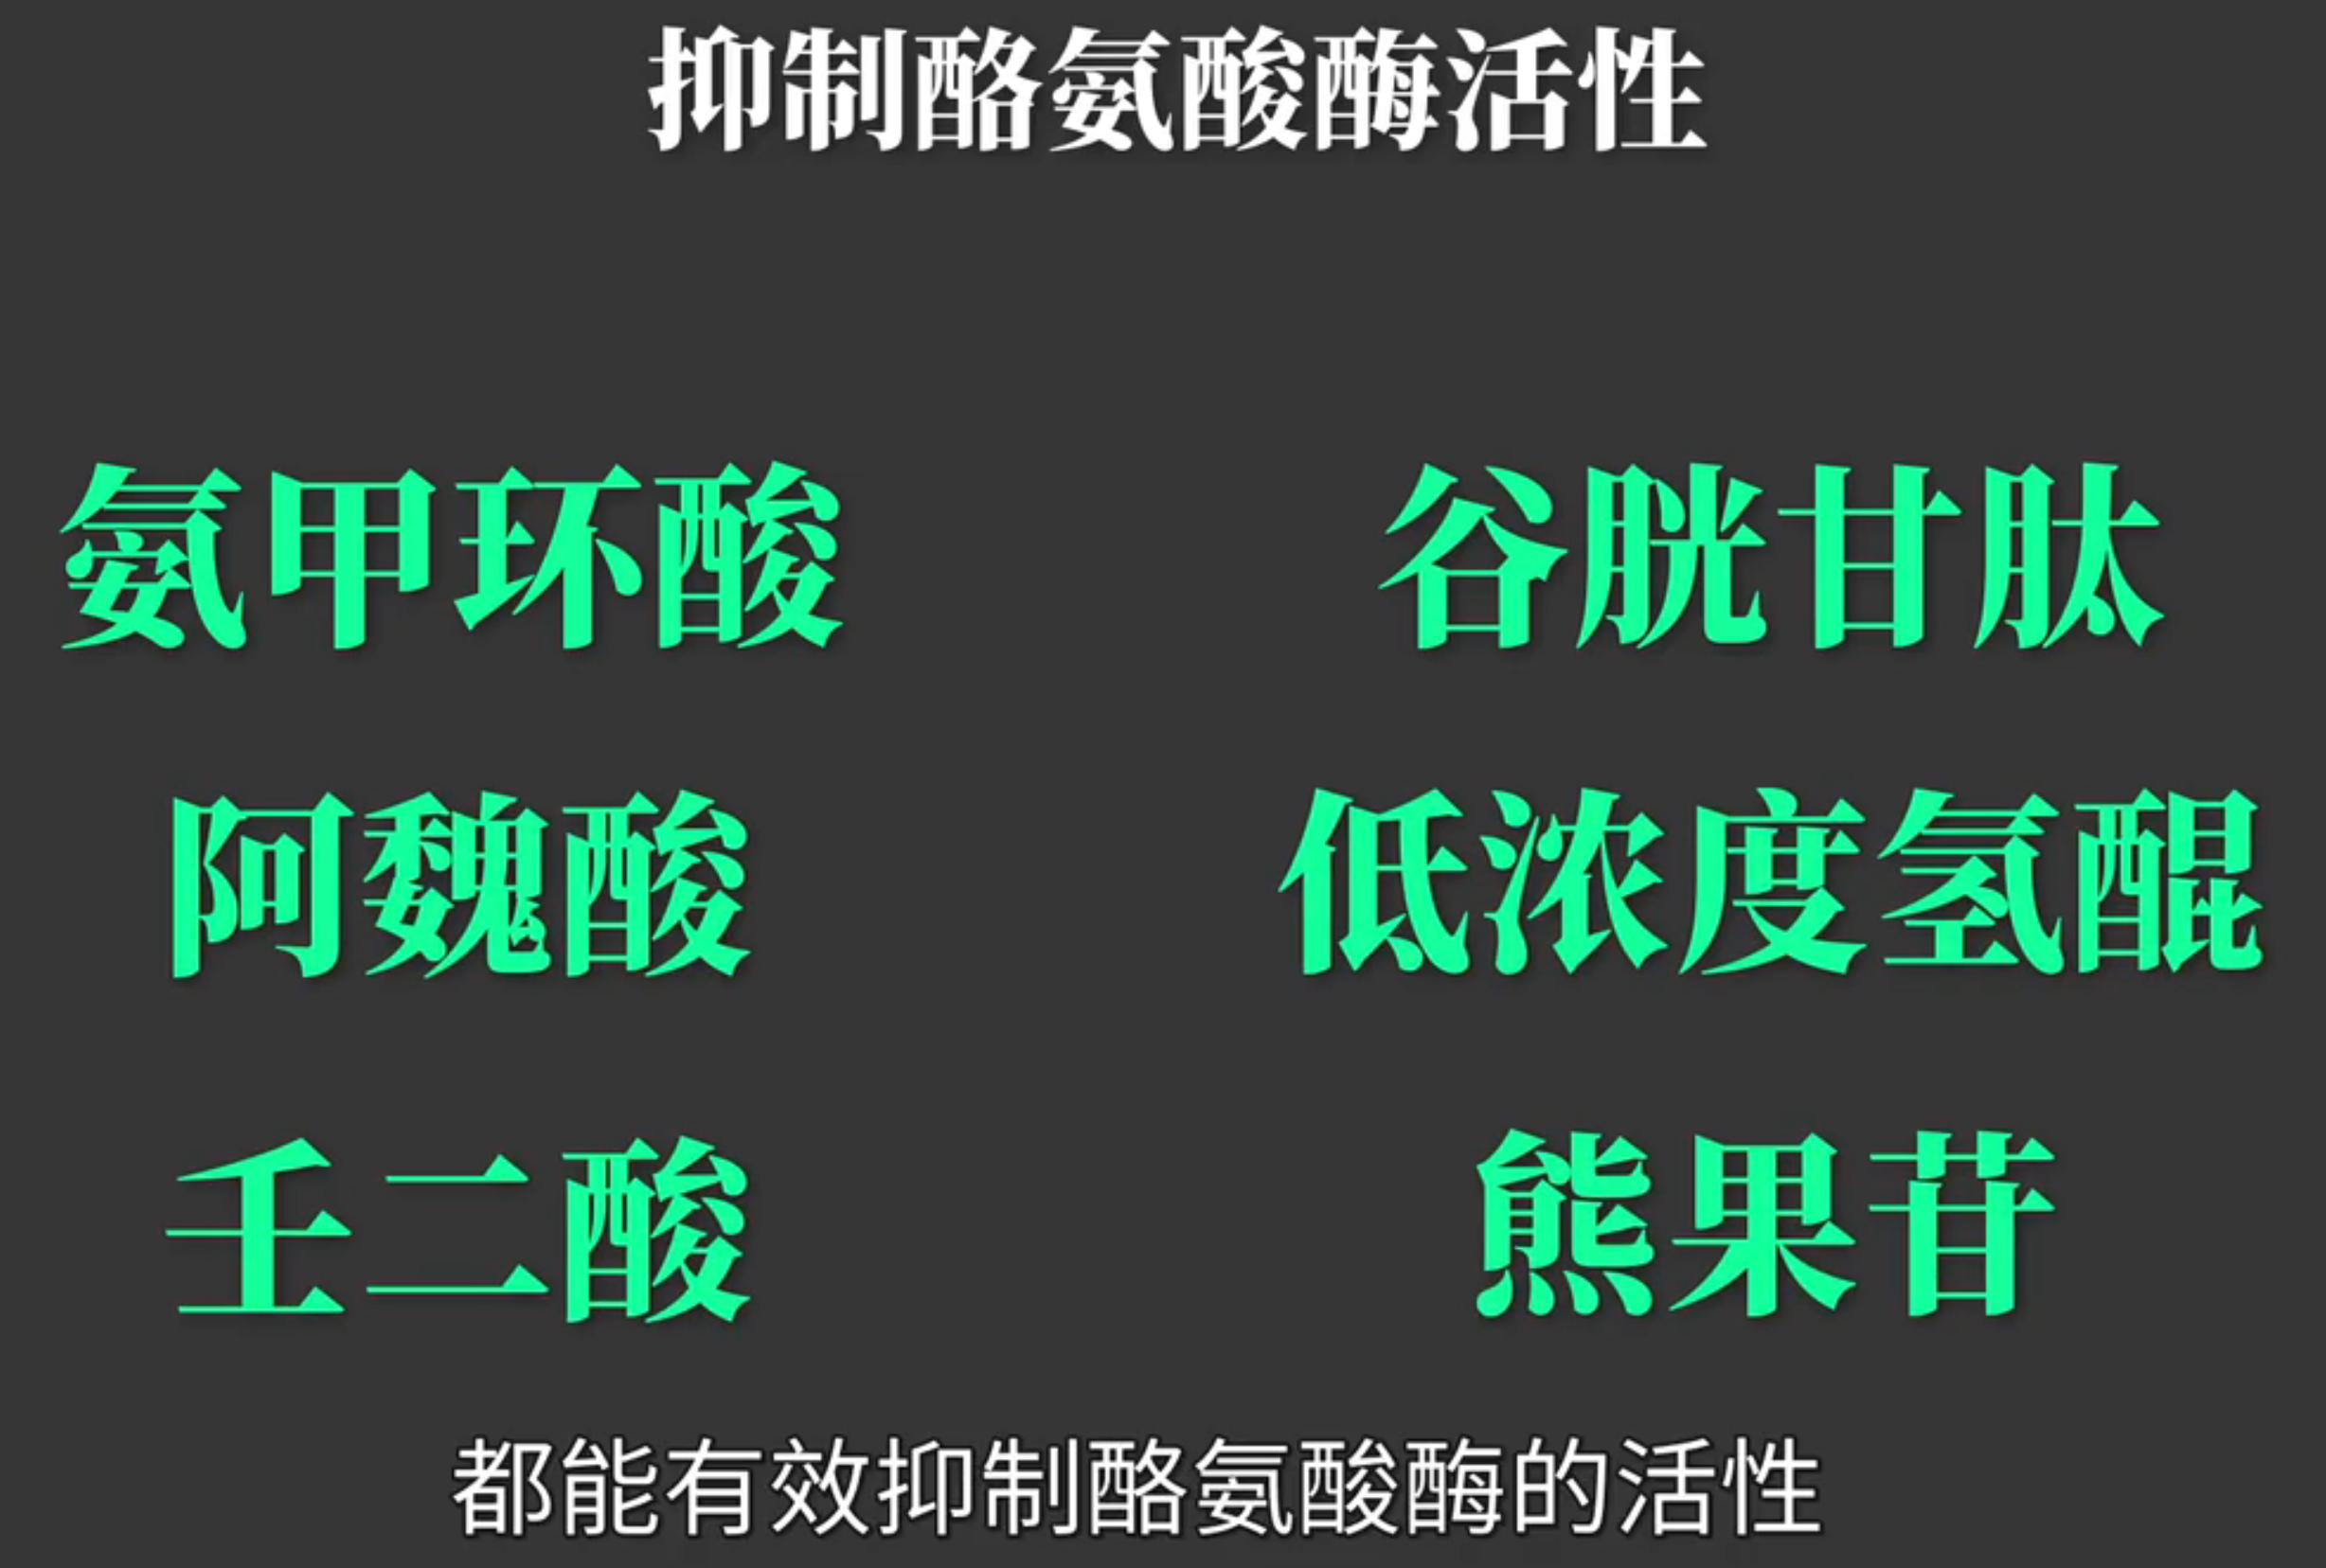 抑制酪氨酸酶活性
氨甲环酸 谷胱甘肽
阿魏酸 低浓度氢醌
壬二酸 熊果苷
都能有效抑制酪氨酸酶的活性